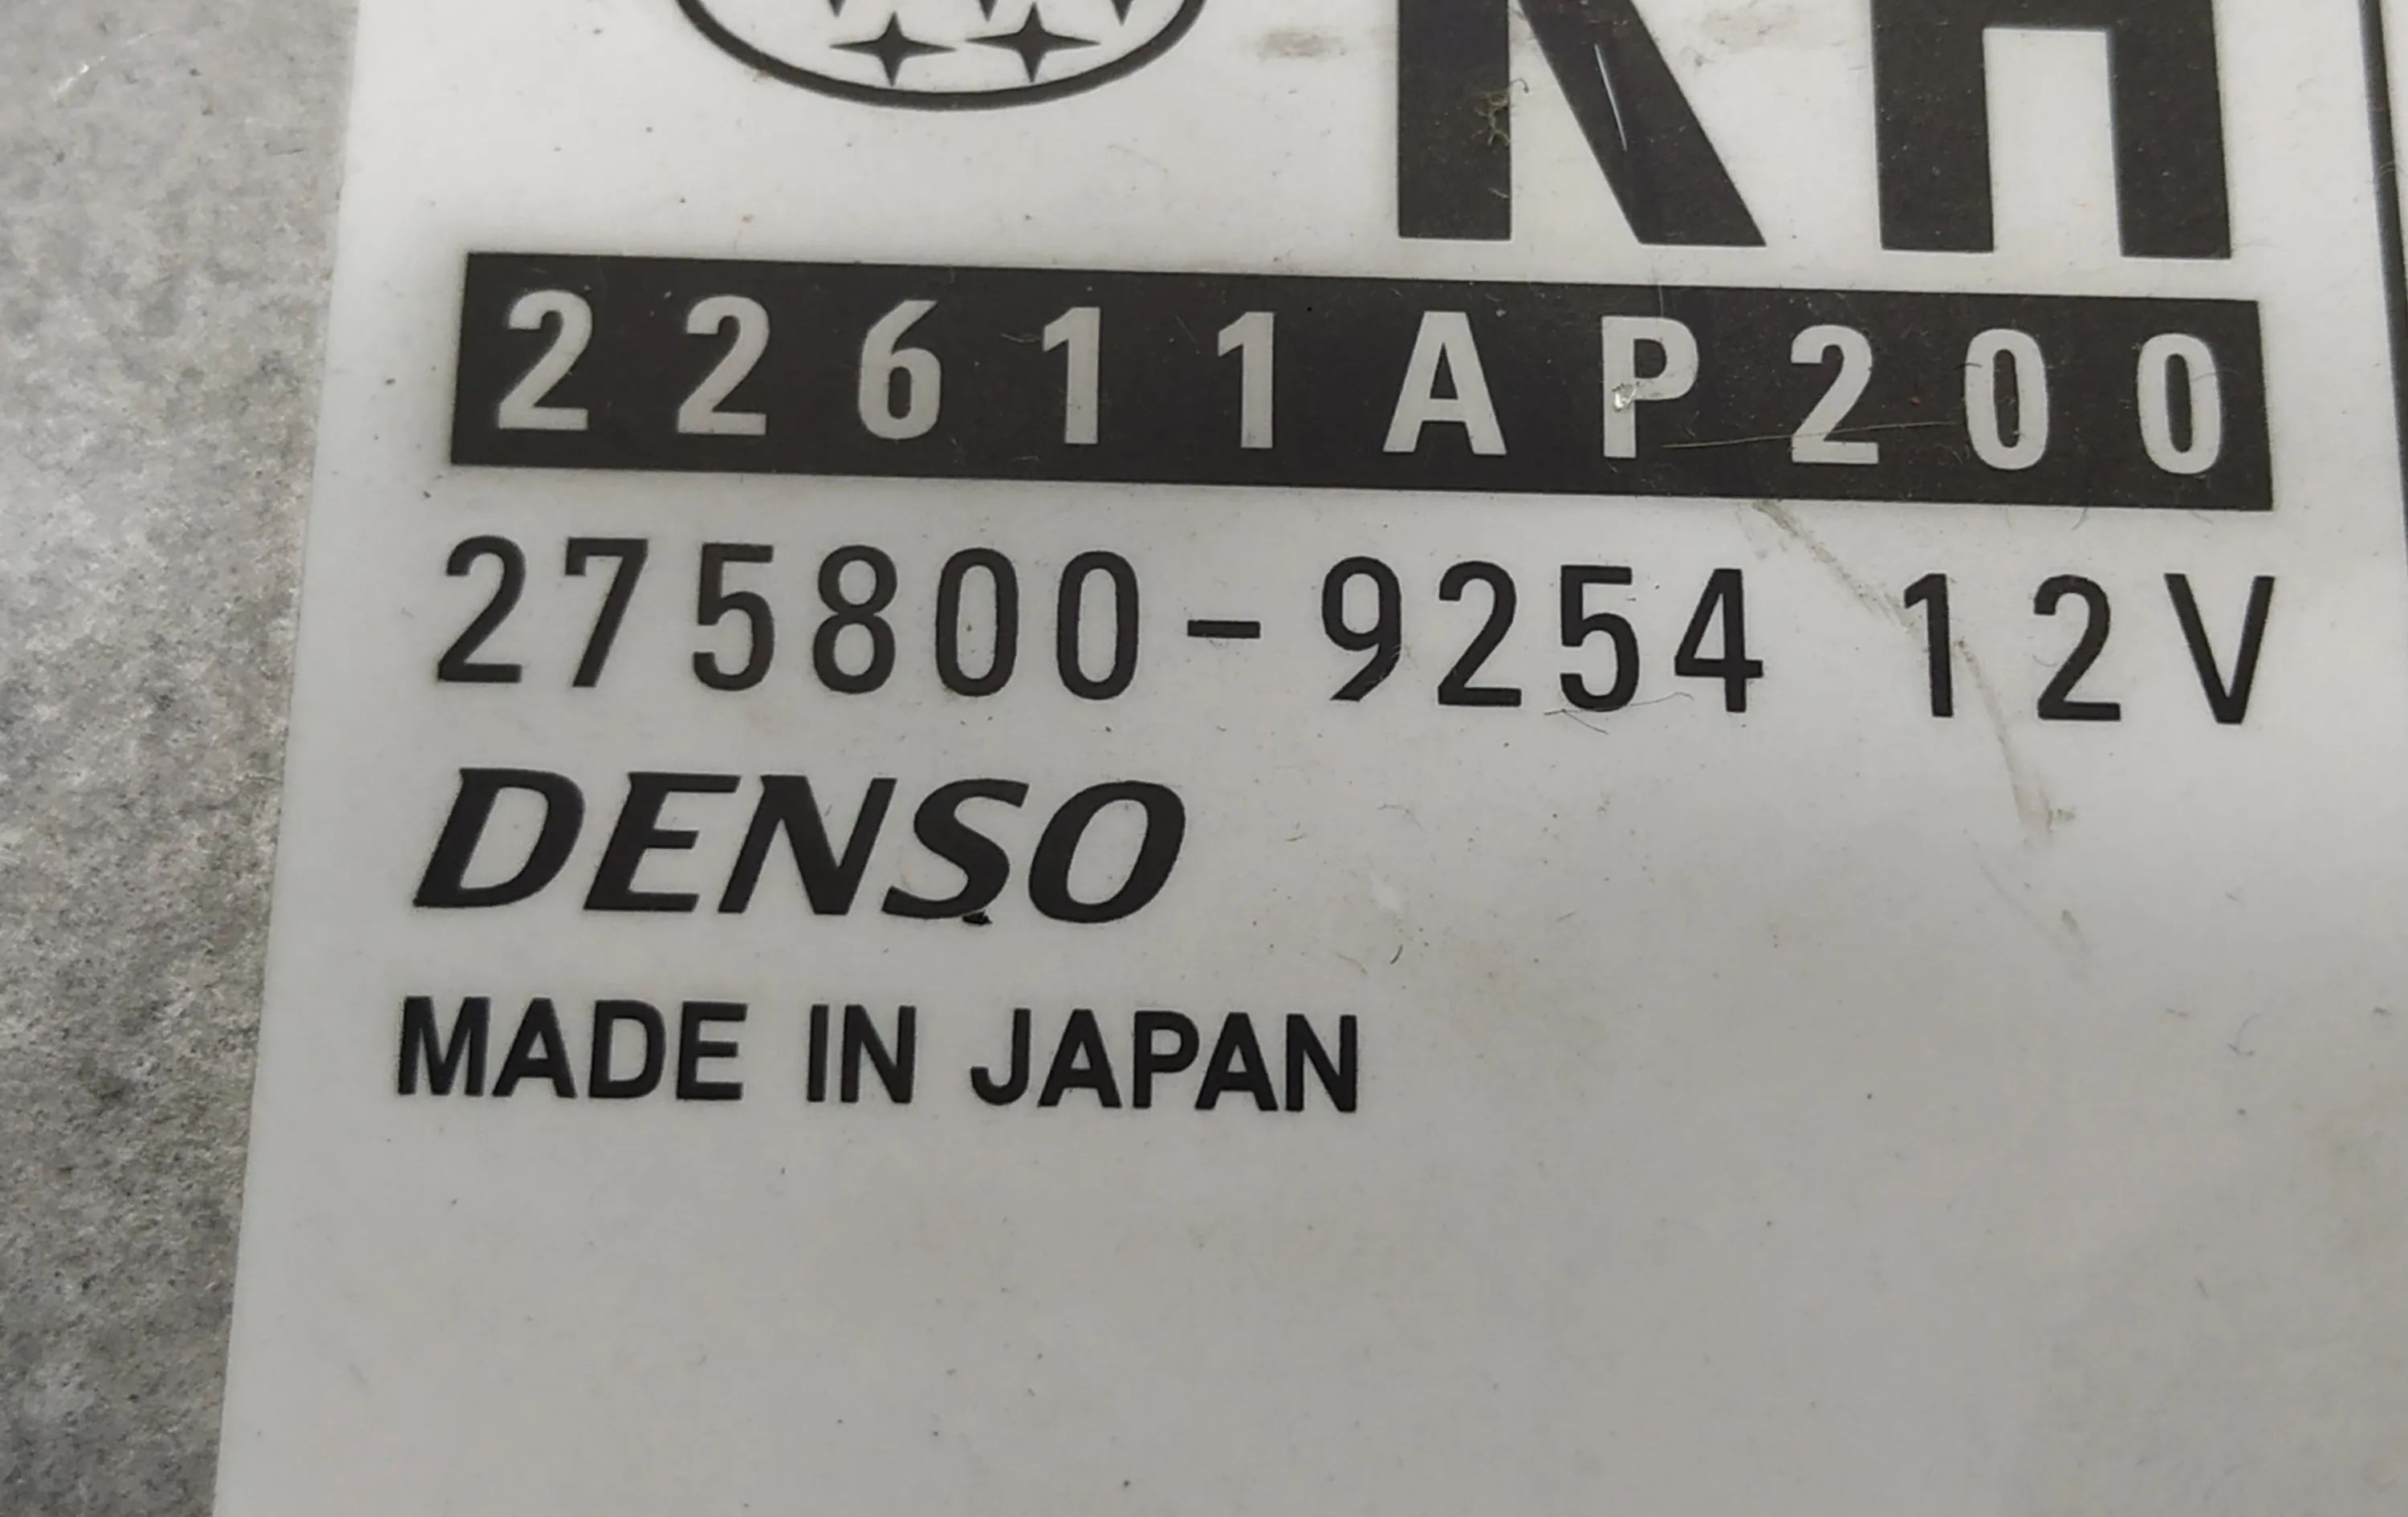 22611AP200
275800-9254 12V
DENSO
MADE IN JAPAN